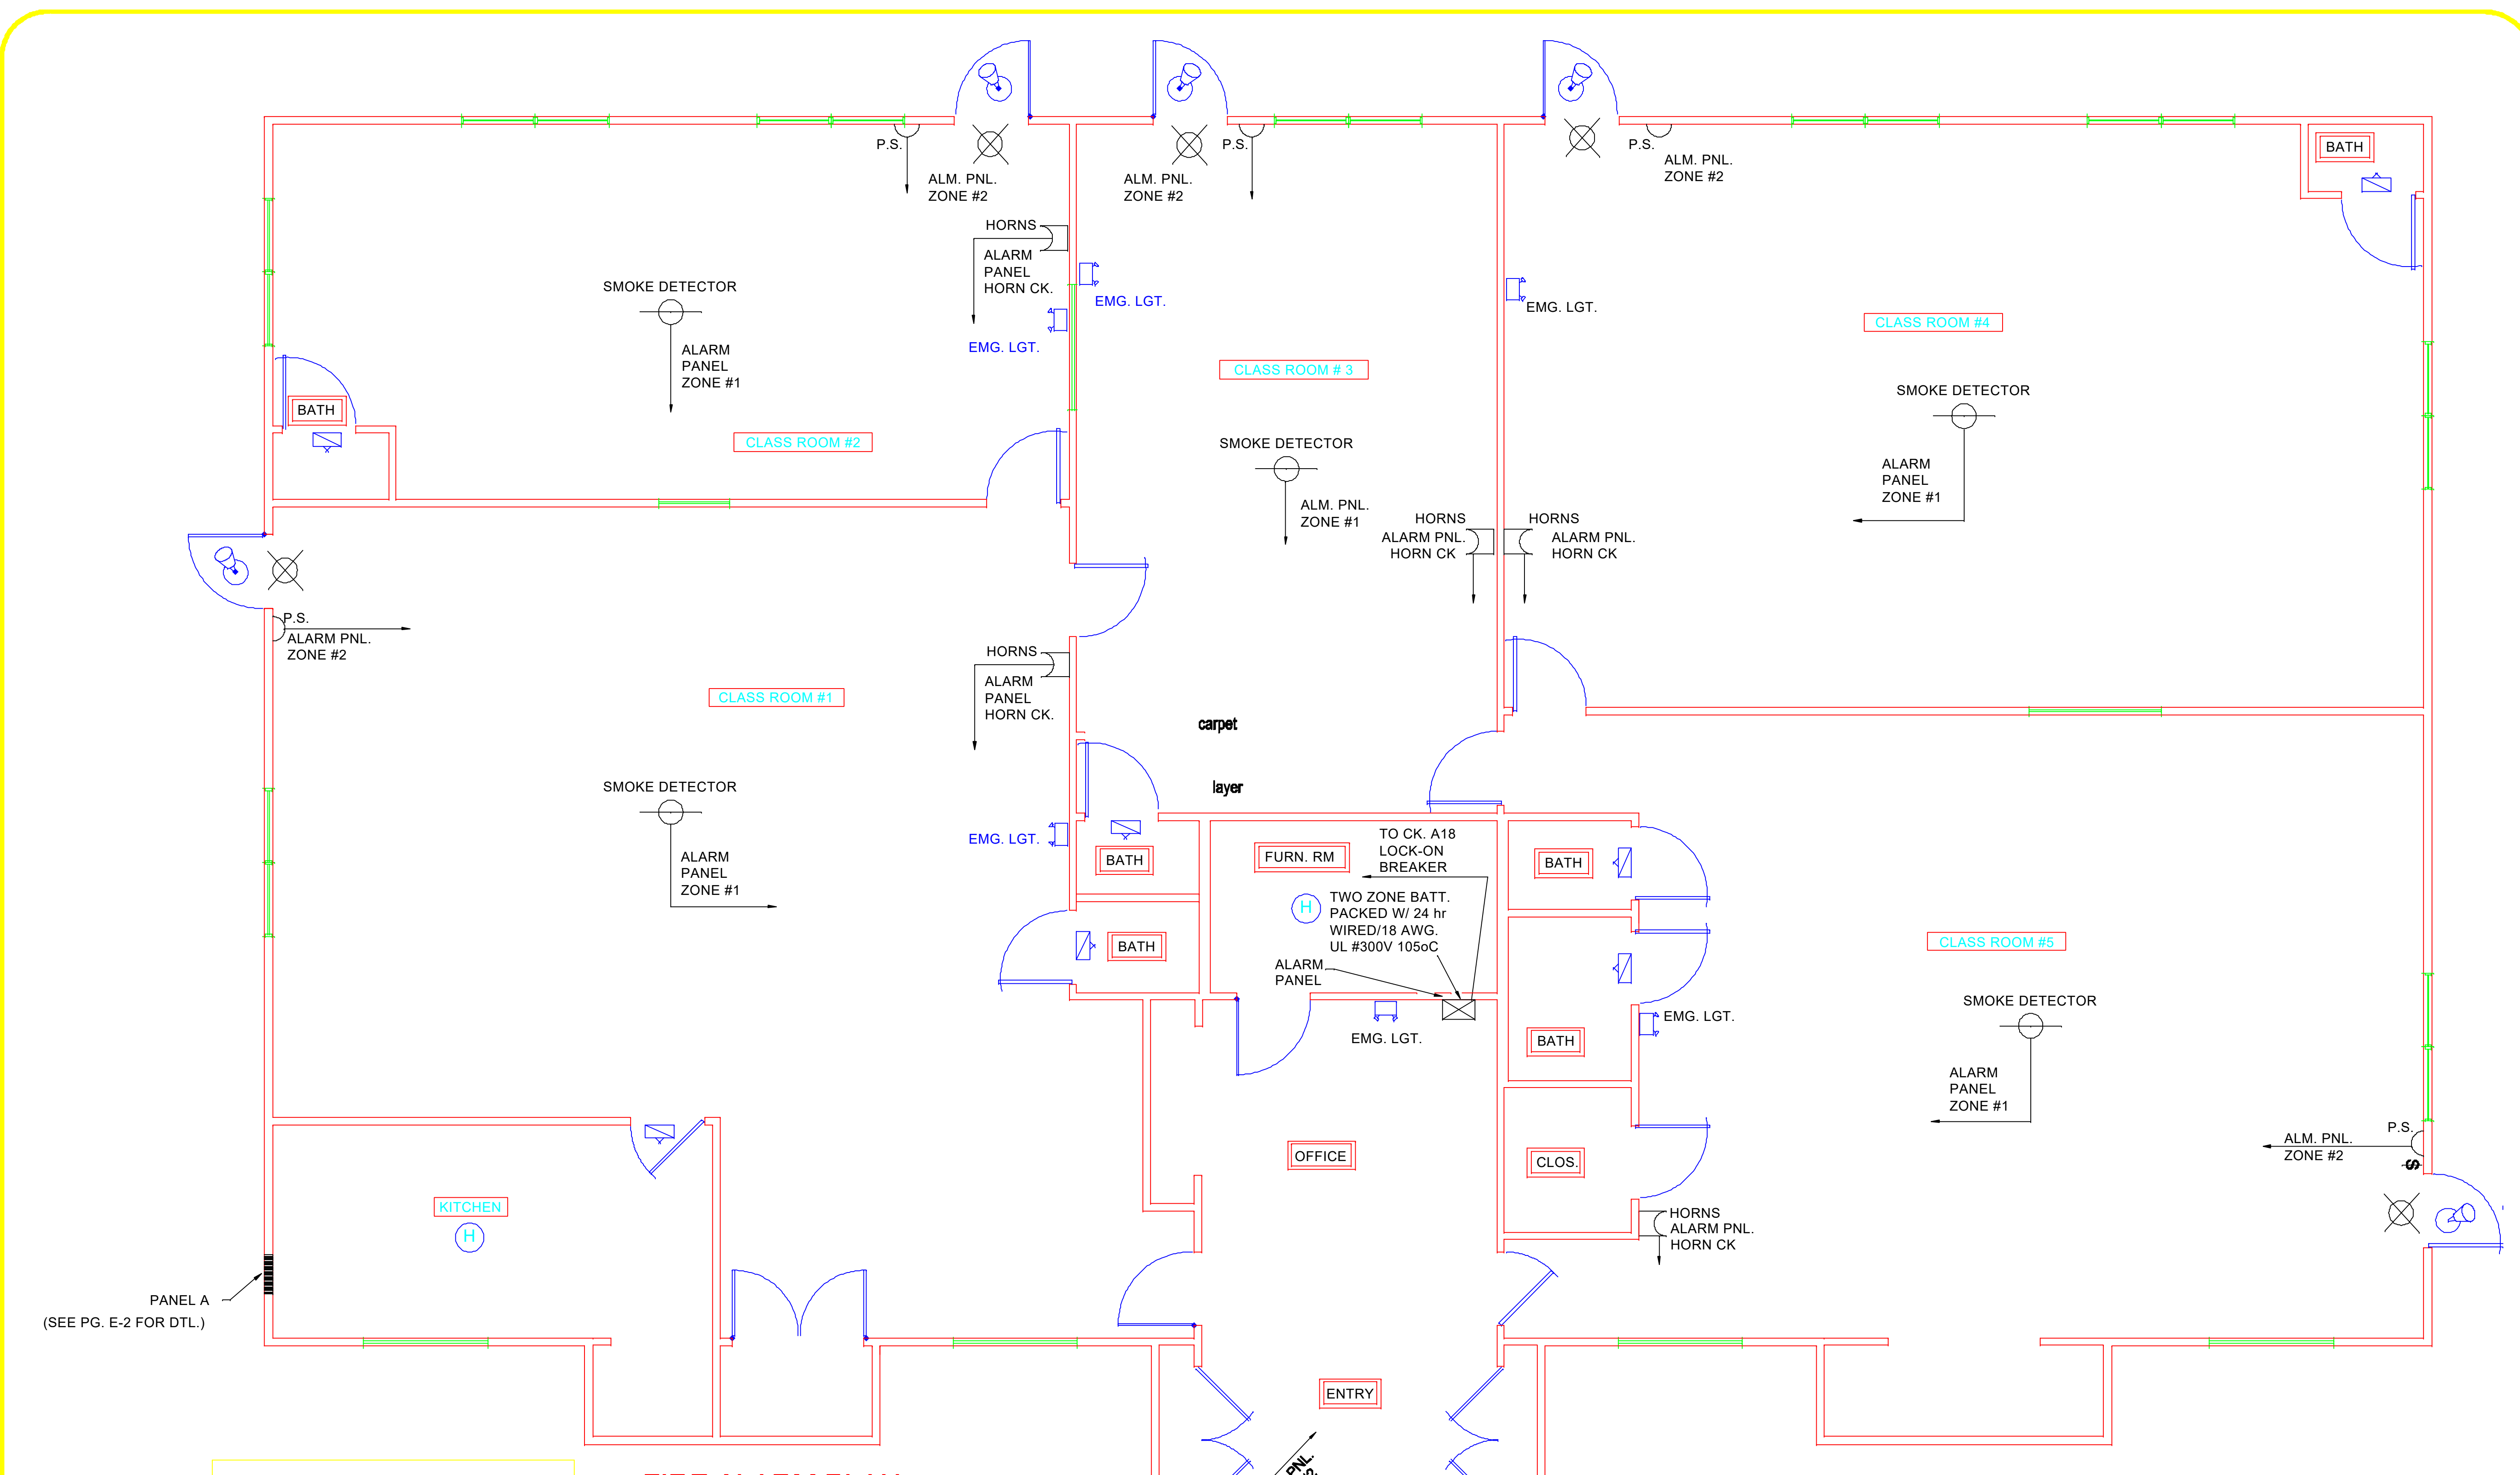 P.S.
ALM. PNL.
ZONE #2
ALM. PNL.
ZONE #2
P.S.
P.S.
ALM. PNL.
ZONE #2
BATH
HORNS
ALARM
PANEL
HORN CK.
EMG. LGT.
EMG. LGT.
EMG. LGT.
SMOKE DETECTOR
ALARM
PANEL
ZONE #1
BATH
CLASS ROOM #2
CLASS ROOM # 3
SMOKE DETECTOR
ALM. PNL.
ZONE #1
CLASS ROOM #4
SMOKE DETECTOR
ALARM
PANEL
ZONE #1
HORNS
ALARM PNL.
HORN CK
HORNS
ALARM PNL.
HORN CK
P.S.
ALARM PNL.
ZONE #2
HORNS
ALARM
PANEL
HORN CK.
CLASS ROOM #1
carpet
layer
SMOKE DETECTOR
ALARM
PANEL
ZONE #1
EMG. LGT.
BATH
BATH
FURN. RM
TO CK. A18
LOCK-ON
BREAKER
H
TWO ZONE BATT.
PACKED W/ 24 hr
WIRED/18 AWG.
UL #300V 105oC
ALARM
PANEL
EMG. LGT.
BATH
BATH
EMG. LGT.
CLASS ROOM #5
SMOKE DETECTOR
ALARM
PANEL
ZONE #1
P.S.
ALM. PNL.
ZONE #2
S
OFFICE
CLOS.
HORNS
ALARM PNL.
HORN CK
KITCHEN
H
PANEL A
(SEE PG. E-2 FOR DTL.)
ENTRY
PNL.